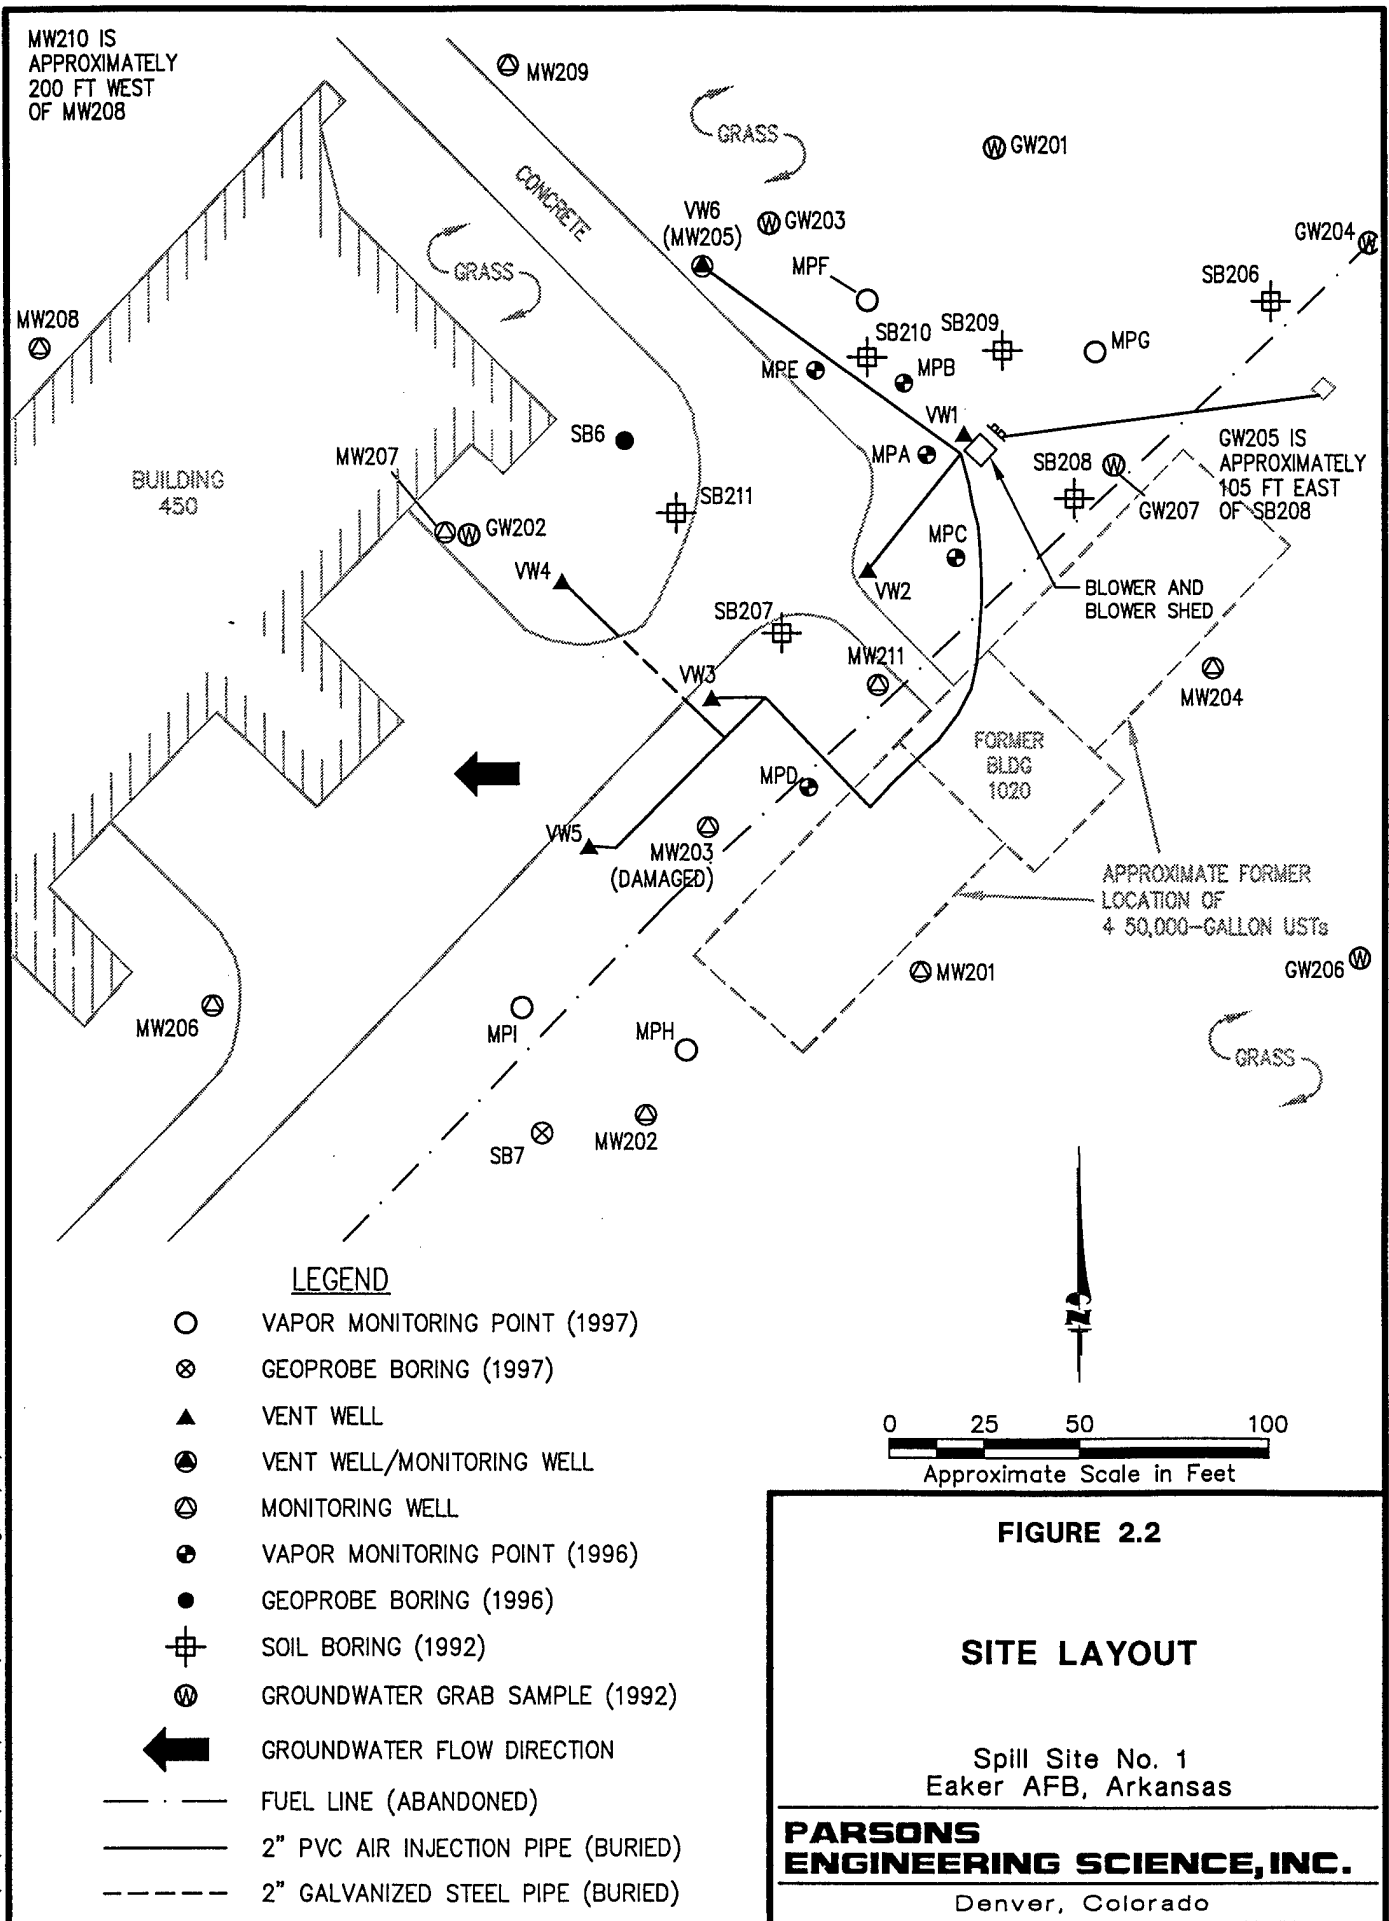 MW210 IS
APPROXIMATELY
200 FT WEST
OF MW208
MW209
GRASS
GW201
CONCRETE
VW6
(MW205)
GW203
GW204
MPF
SB206
GRASS
MW208
SB210
SB209
MPG
MPE
MPB
VW1
SB6
MW207
MPA
GW205 IS
APPROXIMATELY
105 FT EAST
OF SB208
SB208
BUILDING
450
SB211
GW207
GW202
MPC
VW4
VW2
BLOWER AND
BLOWER SHED
SB207
MW211
VW3
MW204
FORMER
BLDG
1020
MPD
VW5
MW203
(DAMAGED)
APPROXIMATE FORMER
LOCATION OF
4 50,000-GALLON USTs
MW201
GW206
MW206
MPI
MPH
GRASS
SB7
MW202
N
LEGEND
VAPOR MONITORING POINT (1997)
GEOPROBE BORING (1997)
VENT WELL
VENT WELL/MONITORING WELL
MONITORING WELL
VAPOR MONITORING POINT (1996)
GEOPROBE BORING (1996)
SOIL BORING (1992)
W GROUNDWATER GRAB SAMPLE (1992)
GROUNDWATER FLOW DIRECTION
FUEL LINE (ABANDONED)
2" PVC AIR INJECTION PIPE (BURIED)
2" GALVANIZED STEEL PIPE (BURIED)
0 25 50 100
Approximate Scale in Feet
FIGURE 2.2
SITE LAYOUT
Spill Site No. 1
Eaker AFB, Arkansas
PARSONS
ENGINEERING SCIENCE, INC.
Denver, Colorado